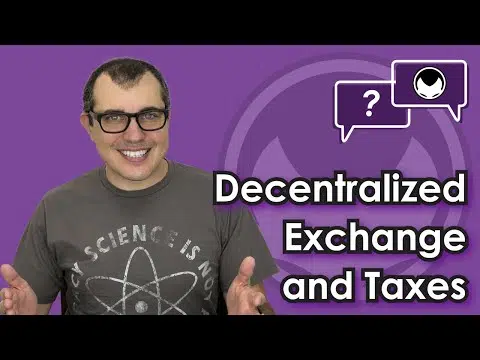 ?
Decentralized
Exchange
and Taxes
SCIENCE IS